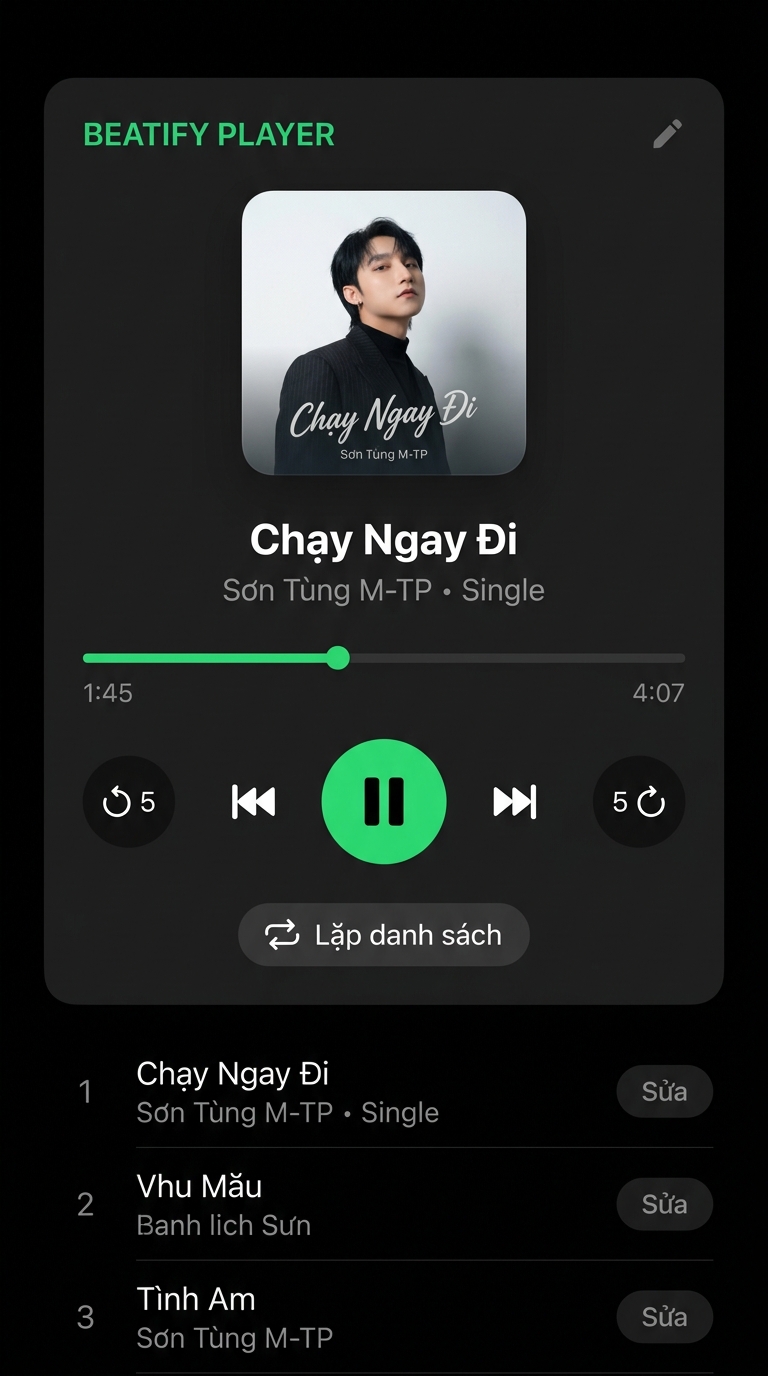 BEATIFY PLAYER
Chạy Ngay Đi
Sơn Tùng M-TP
Chạy Ngay Đi
Sơn Tùng M-TP • Single
1:45 4:07
5 5
Lặp danh sách
1 Chạy Ngay Đi Sửa
Sơn Tùng M-TP • Single
2 Vhu Mẫu Sửa
Banh lich Sưn
3 Tình Am Sửa
Sơn Tùng M-TP